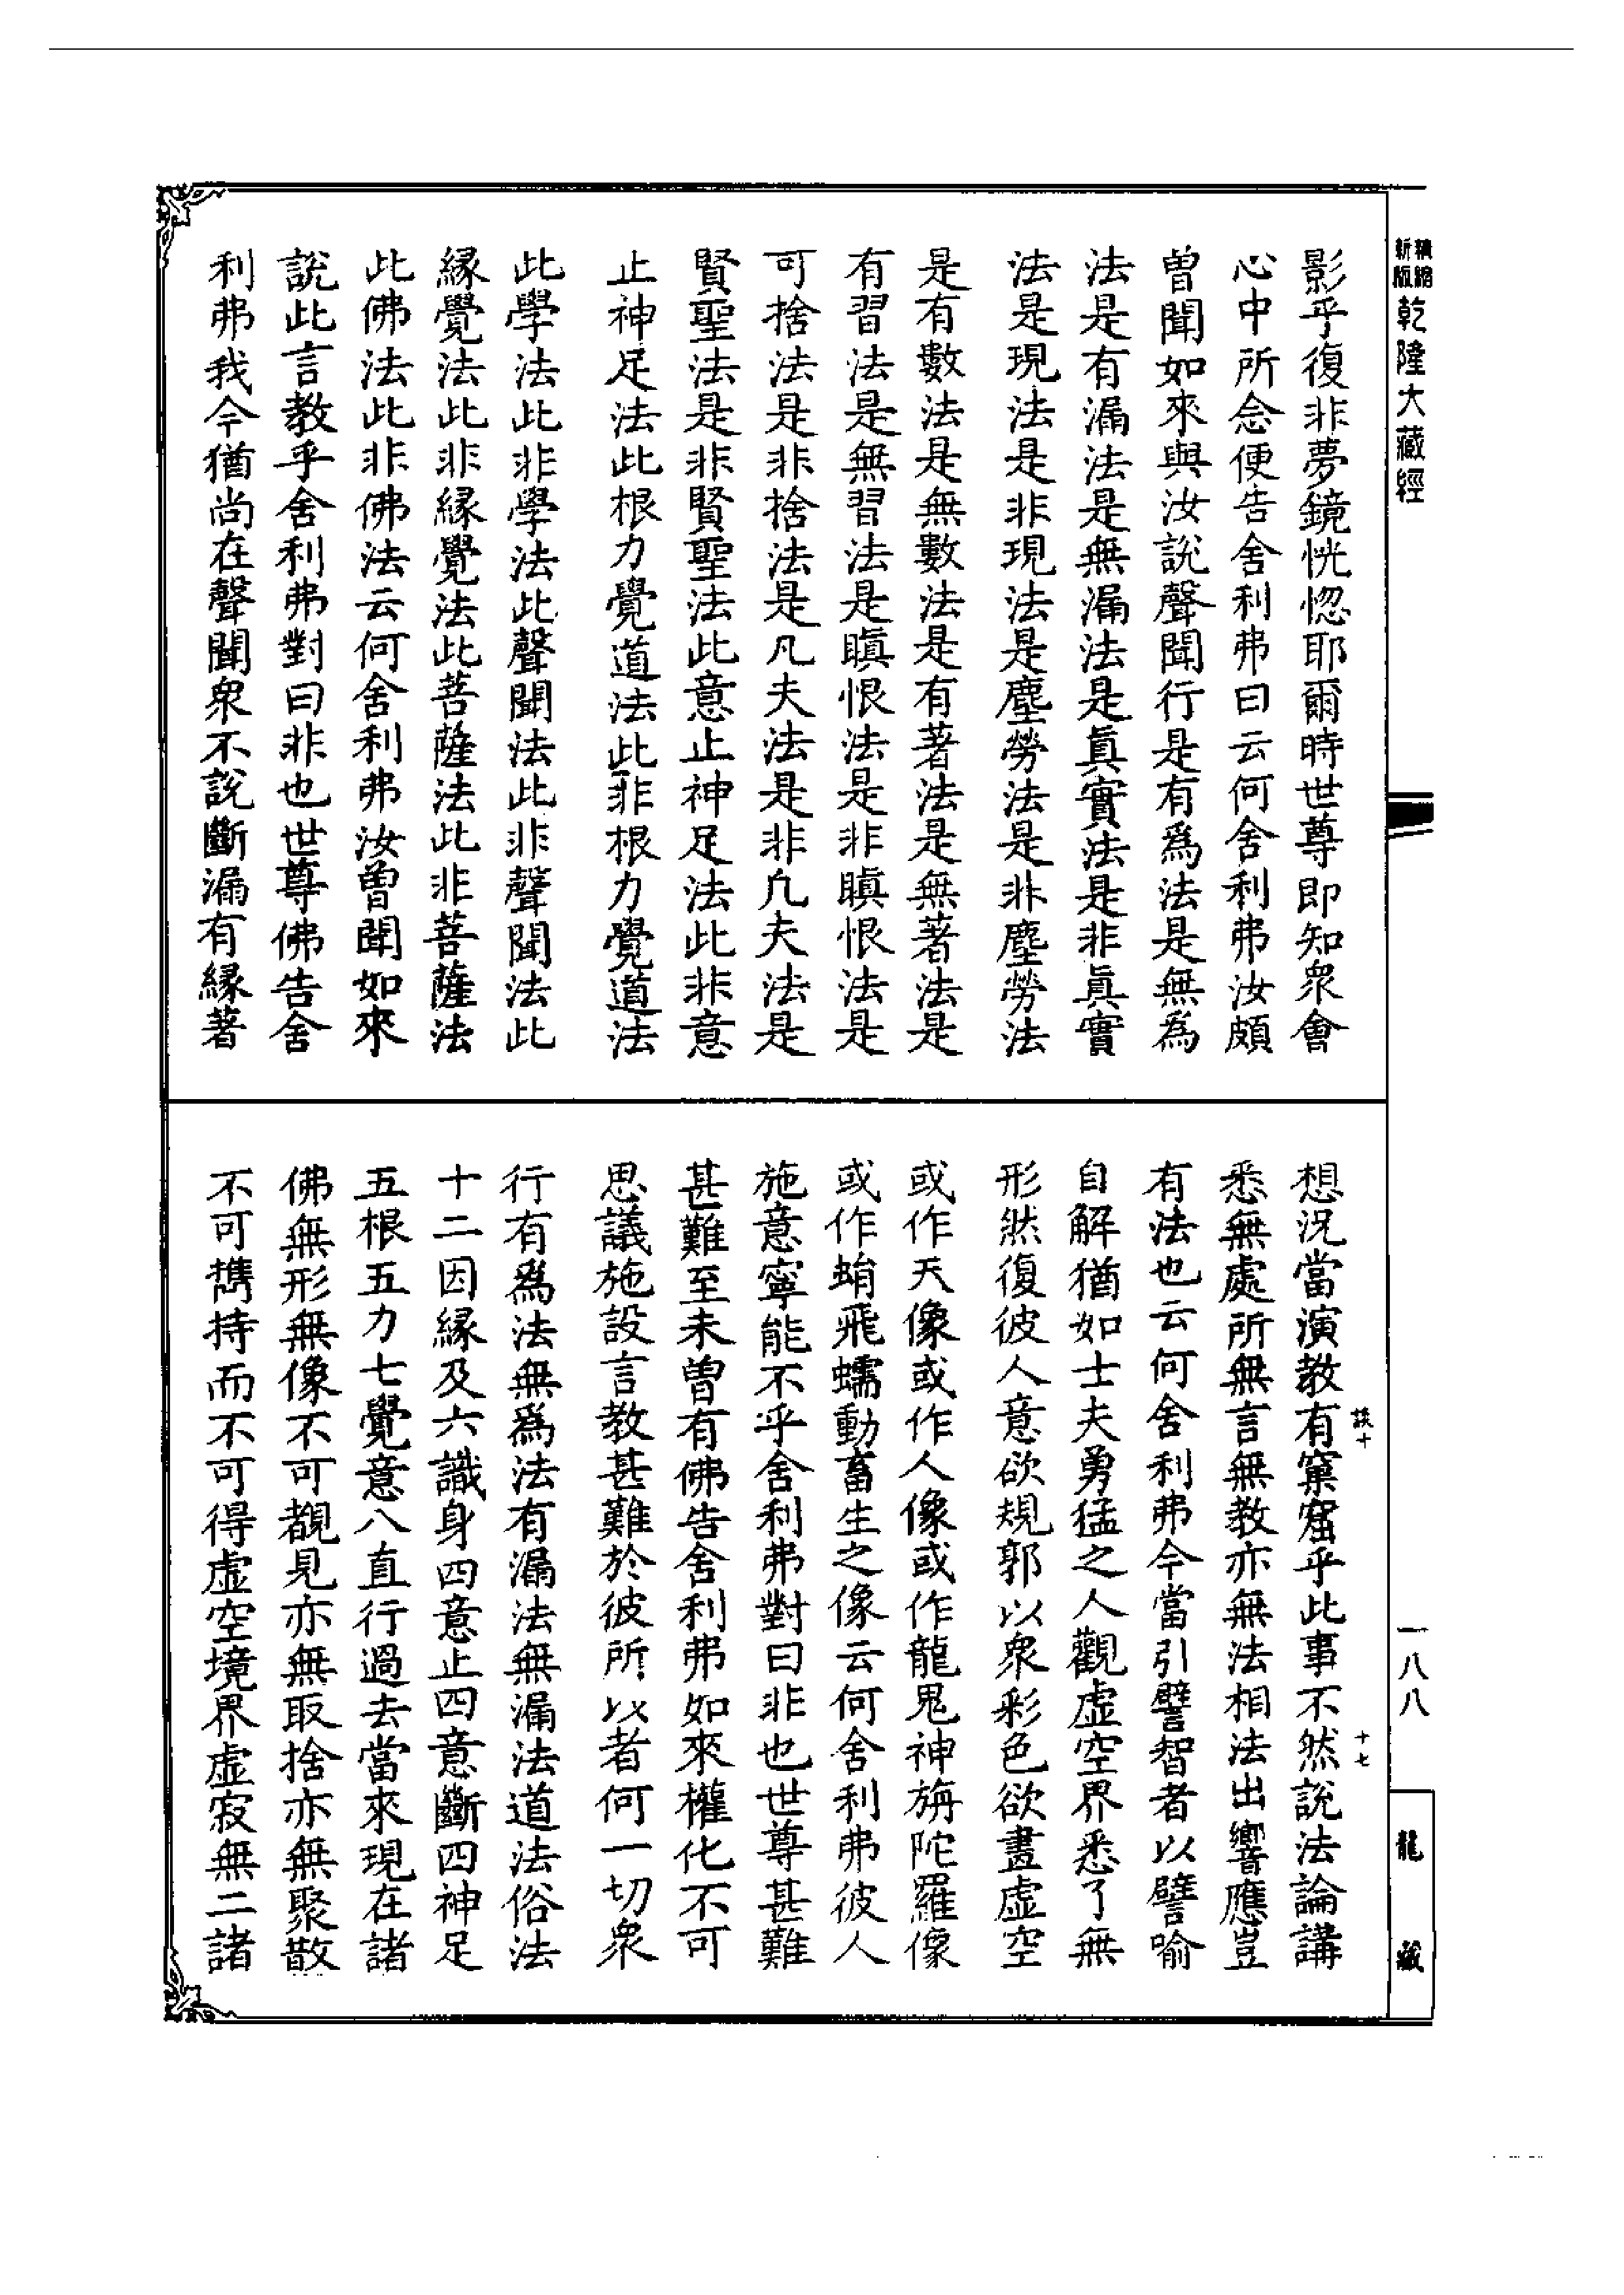 精縮
新版
乾隆大藏經
影乎復非夢鏡恍惚耶爾時世尊即知衆會
心中所念便告舍利弗曰云何舍利弗汝頗
曾聞如來與汝說聲聞行是有爲法是無爲
法是有漏法是無漏法是眞實法是非眞實
法是現法是非現法是塵勞法是非塵勞法
是有數法是無數法是有著法是無著法是
有習法是無習法是瞋恨法是非瞋恨法是
可捨法是非捨法是凡夫法是非凡夫法是
賢聖法是非賢聖法此意止神足法此非意
止神足法此根力覺道法此非根力覺道法
此學法此非學法此聲聞法此非聲聞法此
緣覺法此非緣覺法此菩薩法此非菩薩法
此佛法此非佛法云何舍利弗汝曾聞如來
說此言教乎舍利弗對曰非也世尊佛告舍
利弗我今猶尚在聲聞衆不說斷漏有緣著
想況當演教有窠窟乎此事不然說法論講
悉無處所無言無教亦無法相法出響應豈
有法也云何舍利弗今當引譬智者以譬喻
自解猶如士夫勇猛之人觀虛空界悉了無
形然復彼人意欲規郭以衆彩色欲畫虛空
或作天像或作人像或作龍鬼神旃陀羅像
或作蜎飛蠕動畜生之像云何舍利弗彼人
施意寧能不乎舍利弗對曰非也世尊甚難
甚難至未曾有佛告舍利弗如來權化不可
思議施設言教甚難於彼所以者何一切衆
行有爲法無爲法有漏法無漏法道法俗法
十二因緣及六識身四意止四意斷四神足
五根五力七覺意八直行過去當來現在諸
佛無形無像不可覩見亦無取捨亦無聚散
不可擕持而不可得虛空境界虛寂無二諸
十
十七
一八八
龍藏